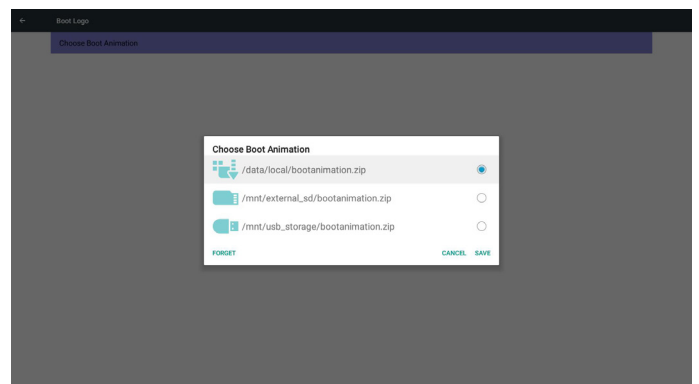 Boot Logo
Choose Boot Animation
Choose Boot Animation
/data/local/bootanimation.zip
/mnt/external_sd/bootanimation.zip
/mnt/usb_storage/bootanimation.zip
FORGET CANCEL SAVE